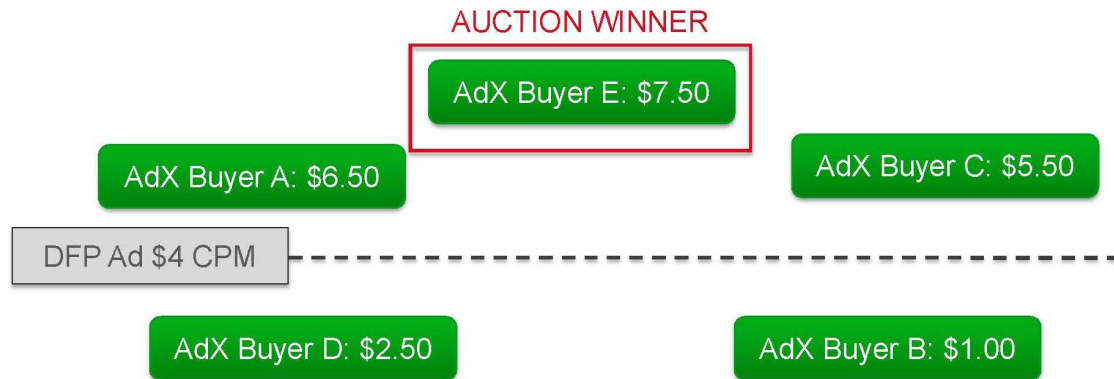 AUCTION WINNER
AdX Buyer E: $7.50
AdX Buyer A: $6.50
AdX Buyer C: $5.50
DFP Ad $4 CPM
AdX Buyer D: $2.50
AdX Buyer B: $1.00